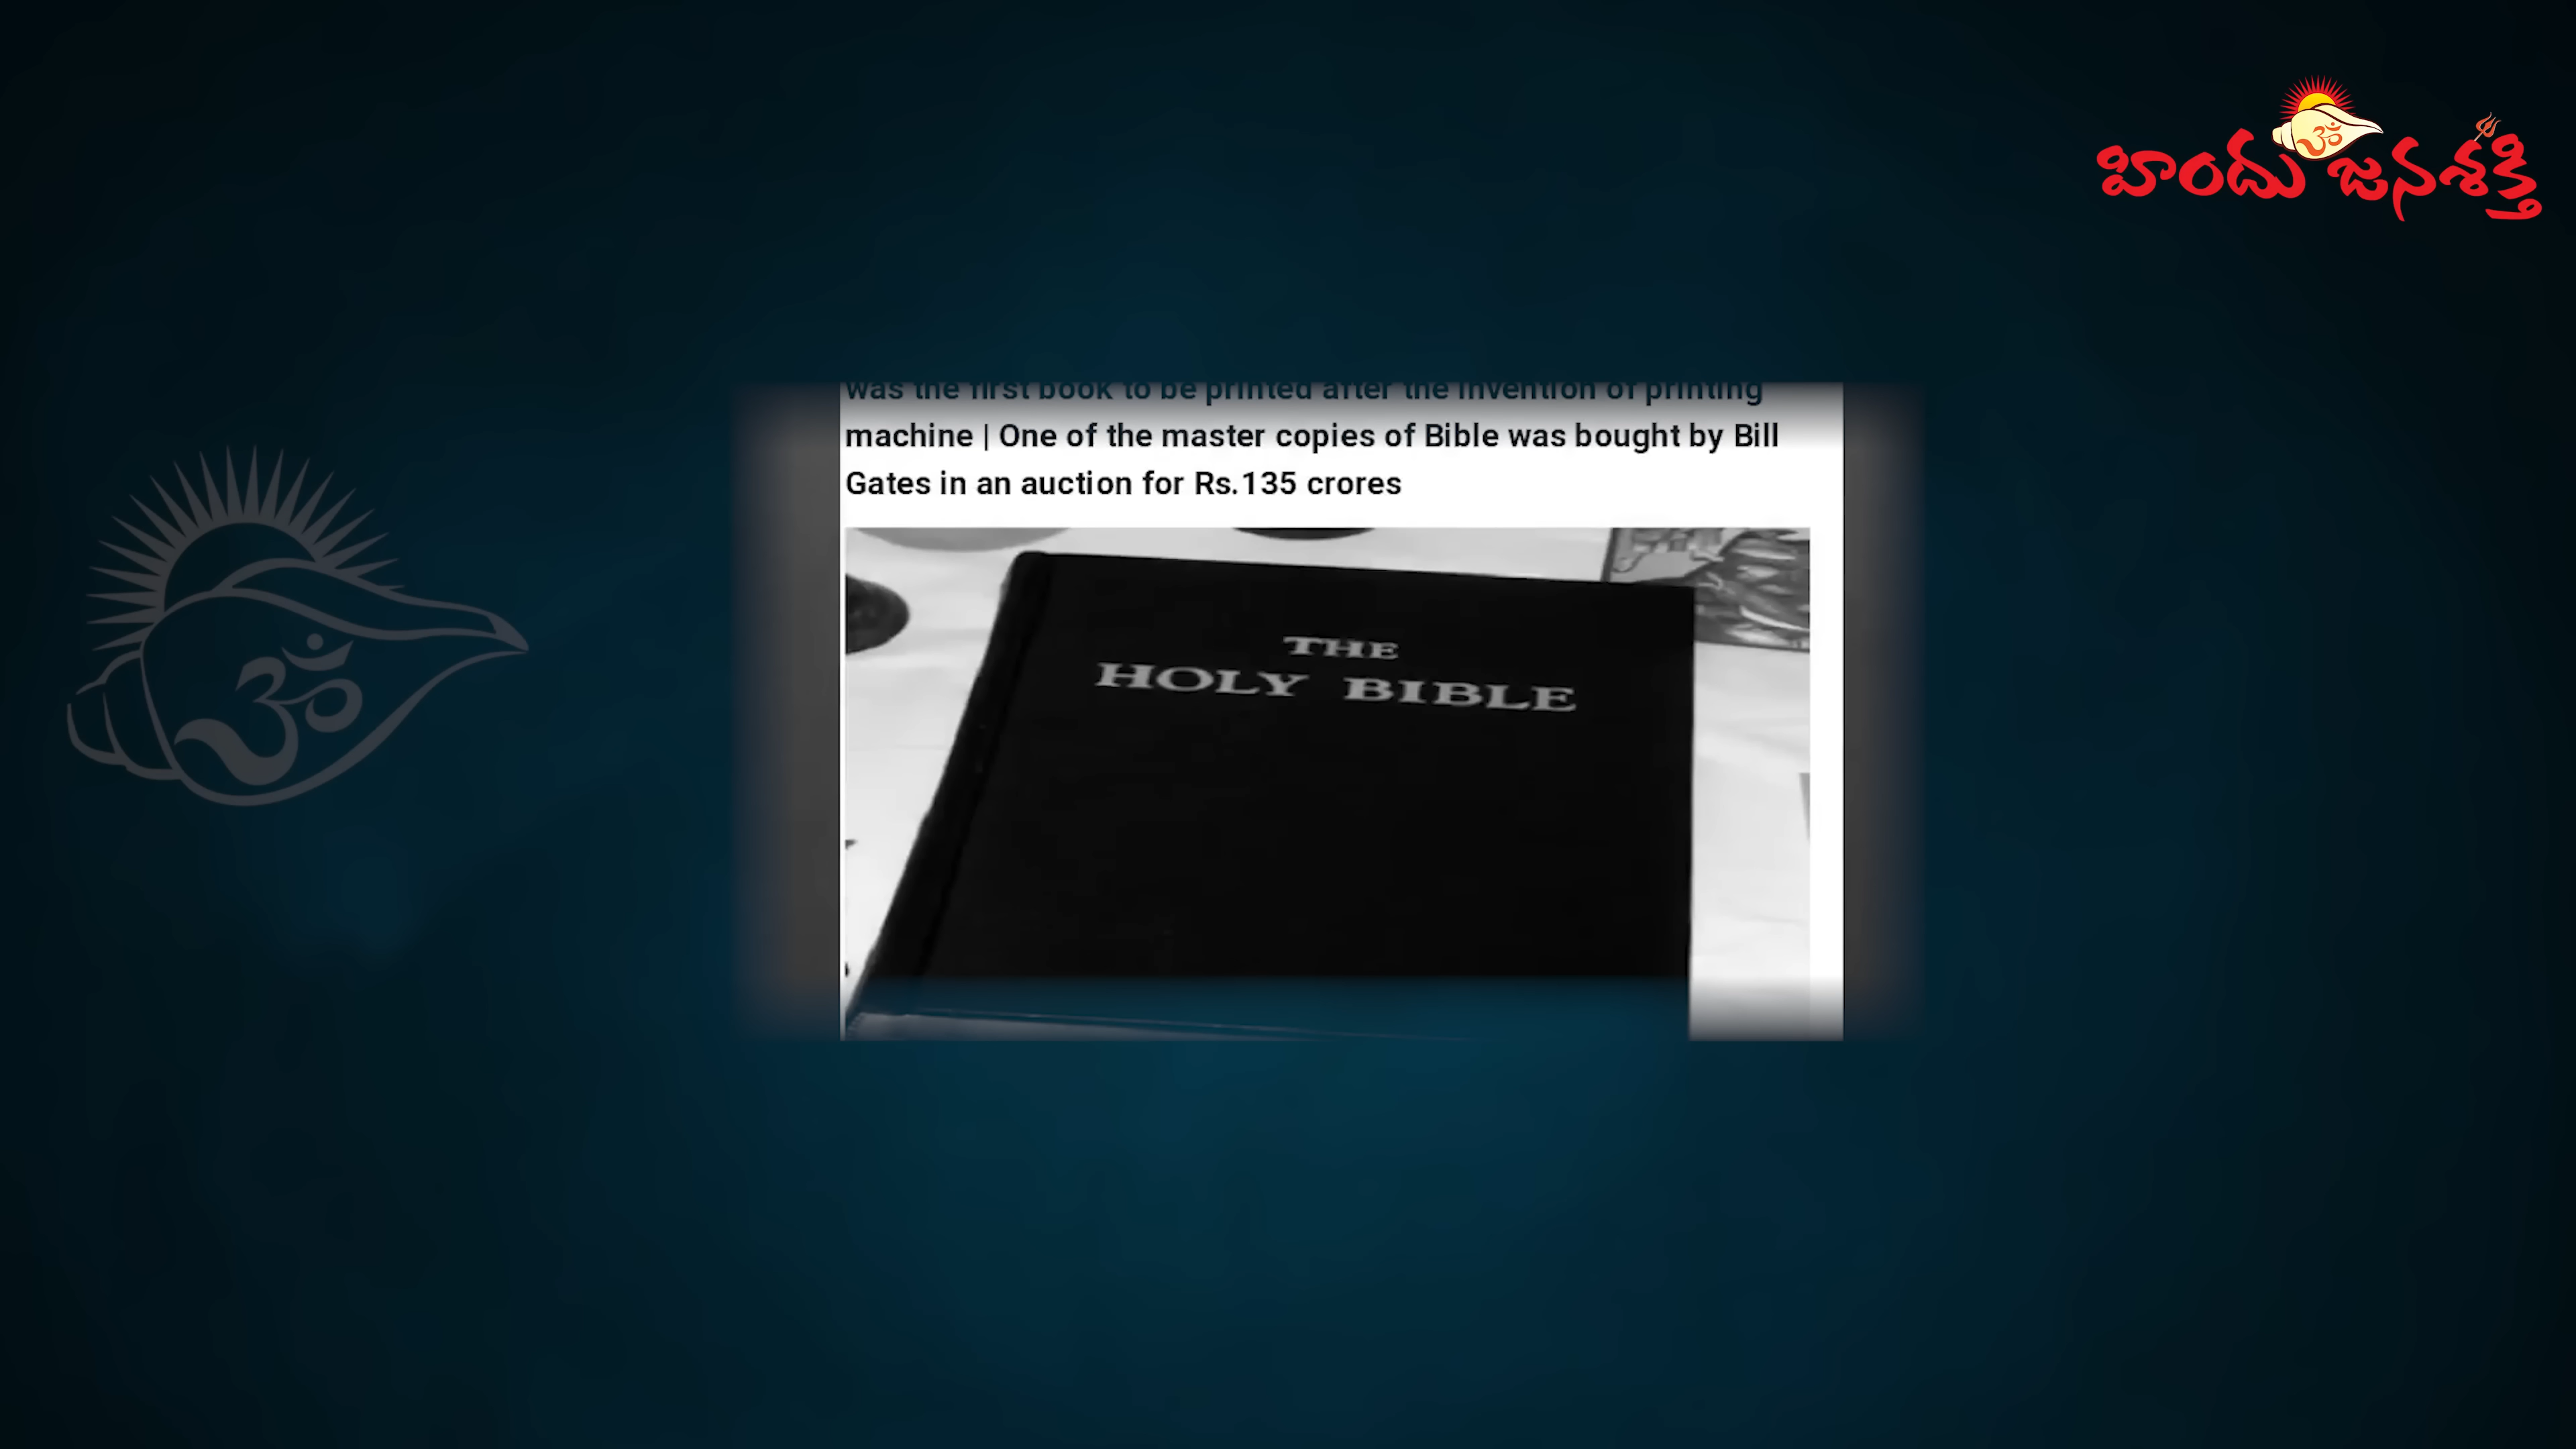 హిందు జనశక్తి
was the first book to be printed after the invention of printing
machine | One of the master copies of Bible was bought by Bill
Gates in an auction for Rs.135 crores
THE
HOLY BIBLE
ॐ
ॐ